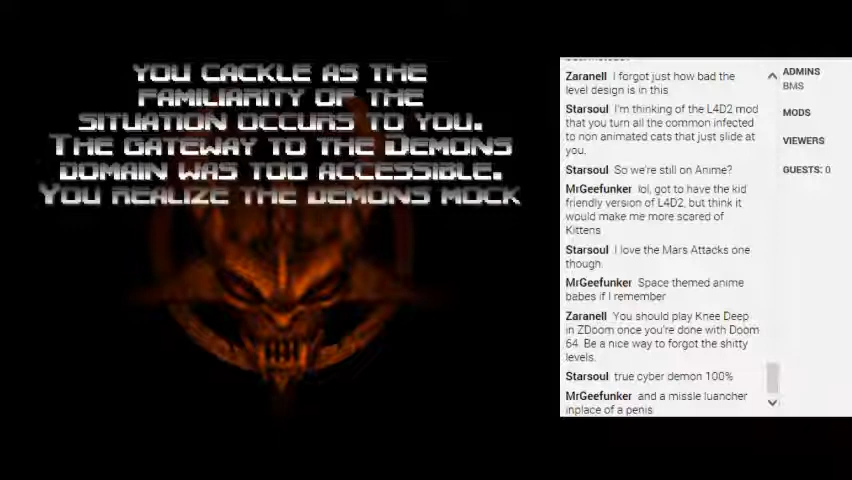 YOU CACKLE AS THE
FAMILIARITY OF THE
SITUATION OCCURS TO YOU.
THE GATEWAY TO THE DEMONS
DOMAIN WAS TOO ACCESSIBLE.
YOU REALIZE THE DEMONS MOCK
Zaranell I forgot just how bad the
level design is in this
Starsoul I'm thinking of the L4D2 mod
that you turn all the common infected
to non animated cats that just slide at
you.
Starsoul So we're still on Anime?
MrGeefunker lol, got to have the kid
friendly version of L4D2, but think it
would make me more scared of
Kittens
Starsoul I love the Mars Attacks one
though.
MrGeefunker Space themed anime
babes if I remember
Zaranell You should play Knee Deep
in ZDoom once you're done with Doom
64. Be a nice way to forgot the shitty
levels.
Starsoul true cyber demon 100%
MrGeefunker and a missle luancher
inplace of a penis
ADMINS
BMS
MODS
VIEWERS
GUESTS: 0